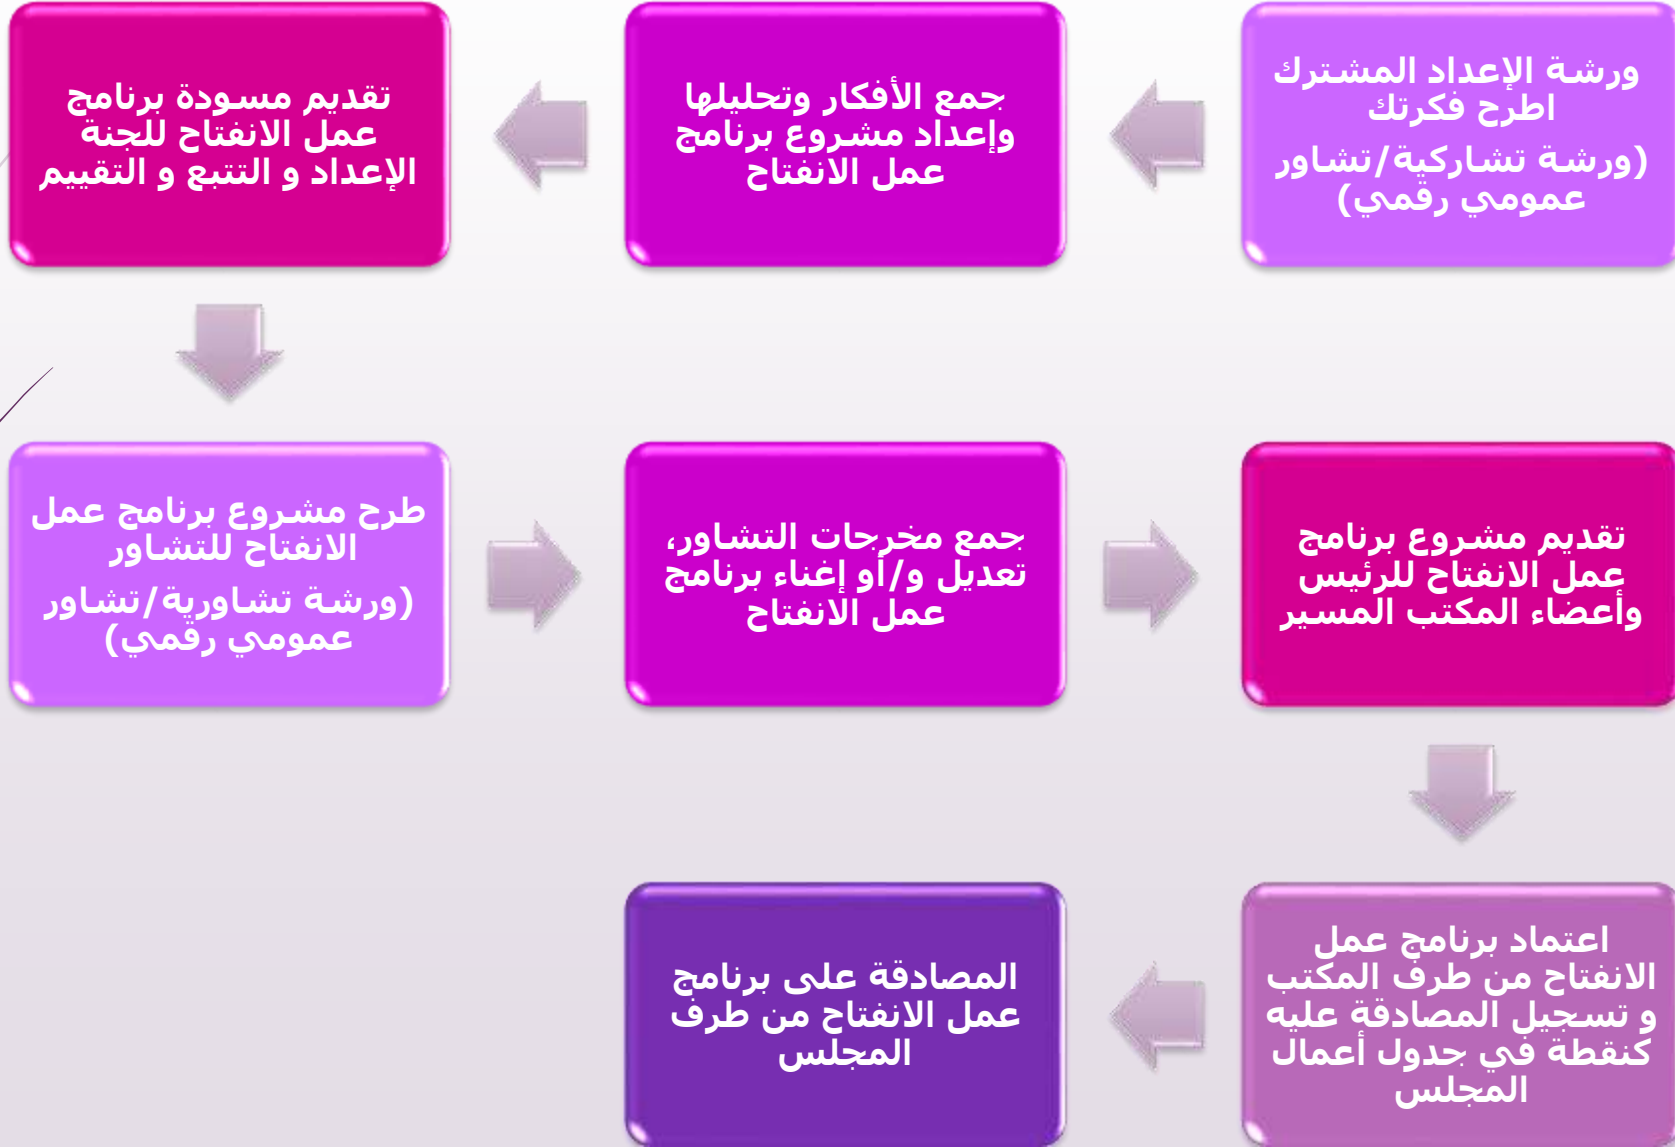 ورشة الإعداد المشترك
اطرح فكرتك
(ورشة تشاركية/تشاور
عمومي رقمي)
جمع الأفكار وتحليلها
وإعداد مشروع برنامج
عمل الانفتاح
تقديم مسودة برنامج
عمل الانفتاح للجنة
الإعداد و التتبع و التقييم
طرح مشروع برنامج عمل
الانفتاح للتشاور
(ورشة تشاورية/تشاور
عمومي رقمي)
جمع مخرجات التشاور،
تعديل و/أو إغناء برنامج
عمل الانفتاح
تقديم مشروع برنامج
عمل الانفتاح للرئيس
وأعضاء المكتب المسير
اعتماد برنامج عمل
الانفتاح من طرف المكتب
و تسجيل المصادقة عليه
كنقطة في جدول أعمال
المجلس
المصادقة على برنامج
عمل الانفتاح من طرف
المجلس